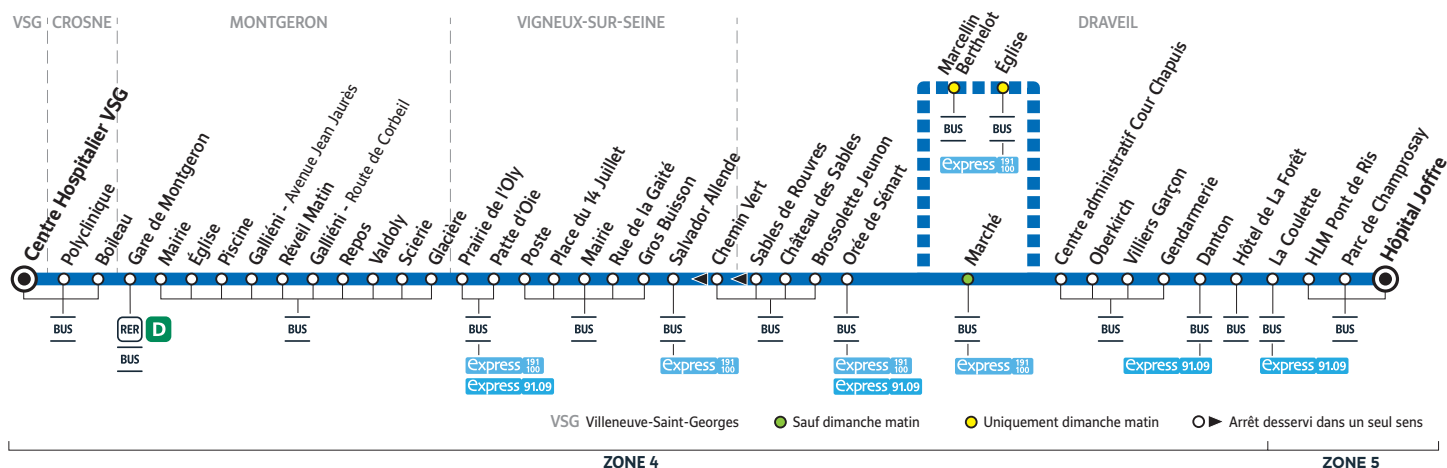 VSG
CROSNE
MONTGERON
VIGNEUX-SUR-SEINE
DRAVEIL
Centre Hospitalier VSG
Polyclinique
Boileau
Gare de Montgeron
Mairie
Église
Piscine
Galliéni - Avenue Jean Jaurès
Réveil Matin
Galliéni - Route de Corbeil
Repos
Valdoly
Scierie
Glacière
Prairie de l'Oly
Patte d'Oie
Poste
Place du 14 Juillet
Mairie
Rue de la Gaité
Gros Buisson
Salvador Allende
Chemin Vert
Sables de Rouvres
Château des Sables
Brossolette Jeunon
Orée de Sénart
Marcellin
Berthelot
Église
BUS
BUS
express 191 100
Marché
Centre administratif Cour Chapuis
Oberkirch
Villiers Garçon
Gendarmerie
Danton
Hôtel de La Forêt
La Coulette
HLM Pont de Ris
Parc de Champrosay
Hôpital Joffre
BUS
RER D
BUS
BUS
BUS
express 191 100
express 91.09
BUS
BUS
express 191 100
BUS
BUS
express 191 100
express 91.09
BUS
express 191 100
BUS
BUS
express 91.09
BUS
BUS
express 91.09
BUS
VSG Villeneuve-Saint-Georges
Sauf dimanche matin
Uniquement dimanche matin
Arrêt desservi dans un seul sens
ZONE 4
ZONE 5